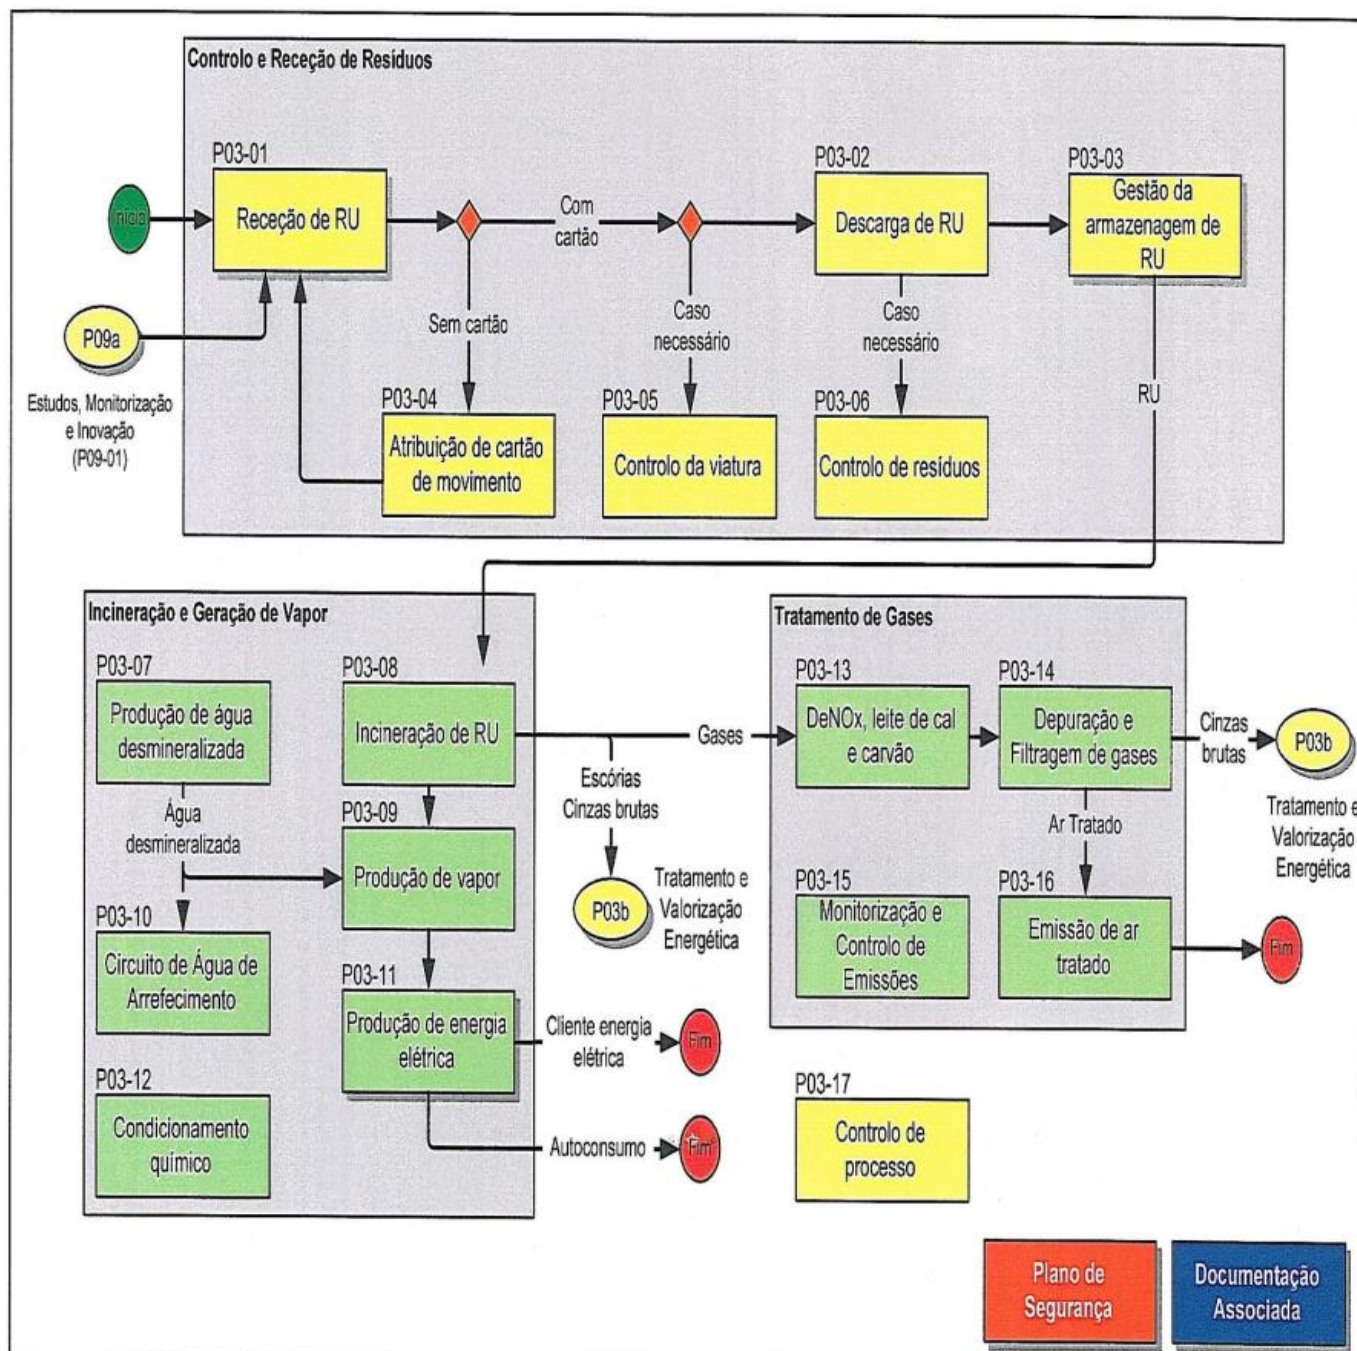 Controlo e Receção de Resíduos
P03-01
Receção de RU
Início
P09a
Estudos, Monitorização
e Inovação
(P09-01)
Com
cartão
Sem cartão
P03-04
Atribuição de cartão
de movimento
Caso
necessário
P03-05
Controlo da viatura
P03-02
Descarga de RU
Caso
necessário
P03-06
Controlo de resíduos
P03-03
Gestão da
armazenagem de
RU
RU
Incineração e Geração de Vapor
P03-07
Produção de água
desmineralizada
Água
desmineralizada
P03-08
Incineração de RU
P03-09
Produção de vapor
P03-10
Circuito de Água de
Arrefecimento
P03-11
Produção de energia
elétrica
P03-12
Condicionamento
químico
Escórias
Cinzas brutas
P03b
Tratamento e
Valorização
Energética
Cliente energia
elétrica
Fim
Autoconsumo
Fim
Gases
Tratamento de Gases
P03-13
DeNOx, leite de cal
e carvão
P03-14
Depuração e
Filtragem de gases
Cinzas
brutas
P03b
Tratamento e
Valorização
Energética
Ar Tratado
P03-15
Monitorização e
Controlo de
Emissões
P03-16
Emissão de ar
tratado
Fim
P03-17
Controlo de
processo
Plano de
Segurança
Documentação
Associada